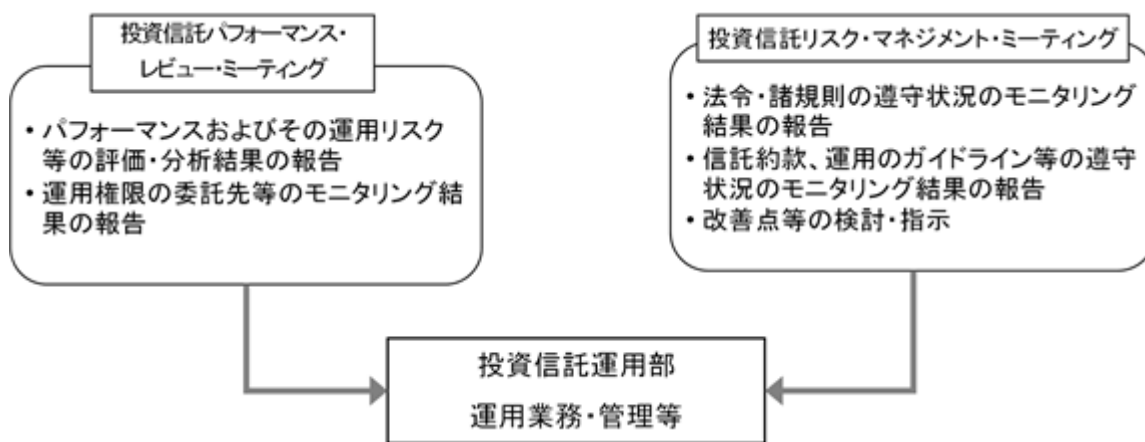 投資信託パフォーマンス・
レビュー・ミーティング
・パフォーマンスおよびその運用リスク
等の評価・分析結果の報告
・運用権限の委託先等のモニタリング結
果の報告
投資信託リスク・マネジメント・ミーティング
・法令・諸規則の遵守状況のモニタリング
結果の報告
・信託約款、運用のガイドライン等の遵守
状況のモニタリング結果の報告
・改善点等の検討・指示
投資信託運用部
運用業務・管理等